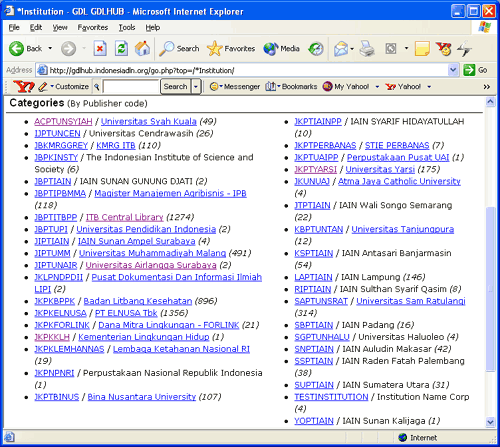 *Institution - GDL GDLHUB - Microsoft Internet Explorer
File Edit View Favorites Tools Help
Back Search Favorites Media
Address http://gdlhub.indonesiadln.org/go.php?top=/*Institution/
Y! Customize Search Messenger Bookmarks My Yahoo! Yahoo! »
Categories (By Publisher code)
ACPTUNSYIAH / Universitas Syah Kuala (49)
IJPTUNCEN / Universitas Cendrawasih (26)
JBKMRGGREY / KMRG ITB (110)
JBPKINSTY / The Indonesian Institute of Science and
Society (6)
JBPTIAIN / IAIN SUNAN GUNUNG DJATI (2)
JBPTIPBMMA / Magister Manajemen Agribisnis - IPB
(118)
JBPTITBPP / ITB Central Library (1274)
JBPTUPI / Universitas Pendidikan Indonesia (2)
JIPTIAIN / IAIN Sunan Ampel Surabaya (4)
JIPTUMM / Universitas Muhammadiyah Malang (491)
JIPTUNAIR / Universitas Airlangga Surabaya (2)
JKLPNDPDII / Pusat Dokumentasi Dan Informasi Ilmiah
LIPI (2)
JKPKBPPK / Badan Litbang Kesehatan (896)
JKPKELNUSA / PT ELNUSA Tbk (1356)
JKPKFORLINK / Dana Mitra Lingkungan - FORLINK (21)
JKPKKLH / Kementerian Lingkungan Hidup (1)
JKPKLEMHANNAS / Lembaga Ketahanan Nasional RI
(19)
JKPNPNRI / Perpustakaan Nasional Republik Indonesia
(1)
JKPTBINUS / Bina Nusantara University (107)
JKPTIAINPP / IAIN SYARIF HIDAYATULLAH
(10)
JKPTPERBANAS / STIE PERBANAS (7)
JKPTUAIPP / Perpustakaan Pusat UAI (1)
JKPTYARSI / Universitas Yarsi (175)
JKUNUAJ / Atma Jaya Catholic University
(4)
JTPTIAIN / IAIN Wali Songo Semarang
(22)
KBPTUNTAN / Universitas Tanjungpura
(12)
KSPTIAIN / IAIN Antasari Banjarmasin
(54)
LAPTIAIN / IAIN Lampung (146)
RIPTIAIN / IAIN Sulthan Syarif Qasim (8)
SAPTUNSRAT / Universitas Sam Ratulangi
(314)
SBPTIAIN / IAIN Padang (16)
SGPTUNHALU / Universitas Haluoleo (4)
SNPTIAIN / IAIN Auludin Makasar (42)
SSPTIAIN / IAIN Raden Fatah Palembang
(38)
SUPTIAIN / IAIN Sumatera Utara (31)
TESTINSTITUTION / Institution Name Corp
(4)
YOPTIAIN / IAIN Sunan Kalijaga (1)
Internet